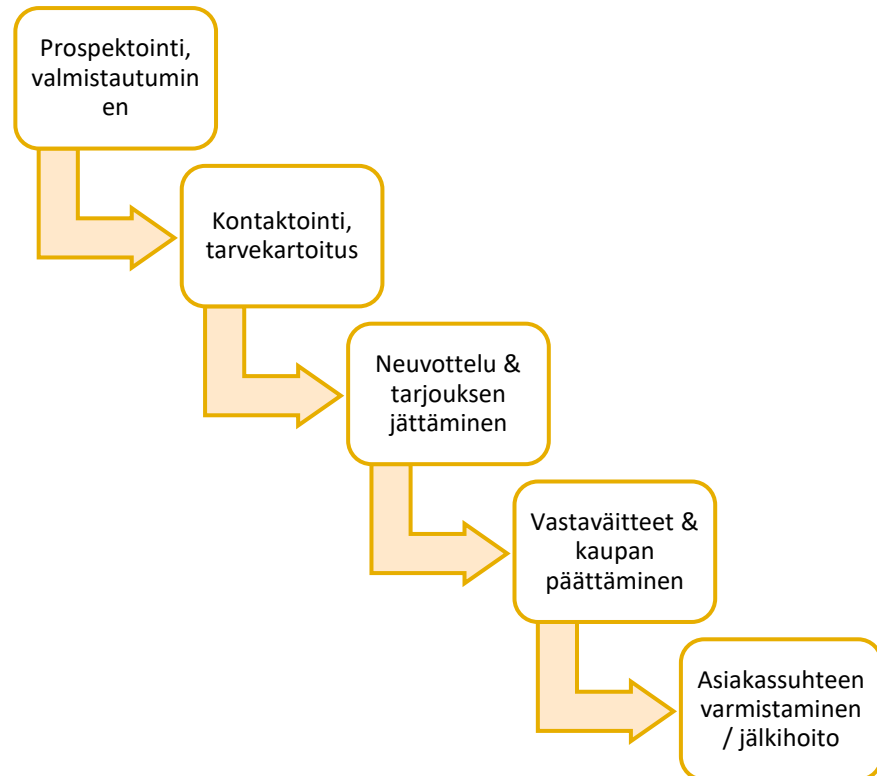 Prospektointi,
valmistautumin
en
Kontaktointi,
tarvekartoitus
Neuvottelu &
tarjouksen
jättäminen
Vastaväitteet &
kaupan
päättäminen
Asiakassuhteen
varmistaminen
/ jälkihoito